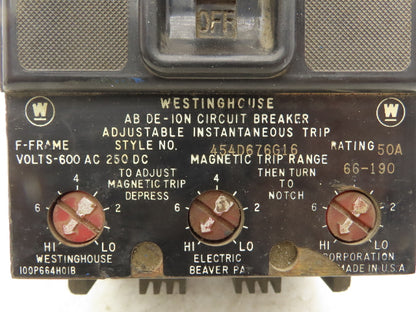 OFF
WESTINGHOUSE
W AB DE-ION CIRCUIT BREAKER W
ADJUSTABLE INSTANTANEOUS TRIP
F-FRAME STYLE NO. 454D676G16 RATING 50A
VOLTS-600 AC 250 DC MAGNETIC TRIP RANGE 66-190
TO ADJUST MAGNETIC TRIP DEPRESS THEN TURN TO NOTCH
4 4 4
6 2 6 2 6 2
HI LO HI LO HI LO
WESTINGHOUSE ELECTRIC CORPORATION
100P664H01B BEAVER PA. MADE IN U.S.A